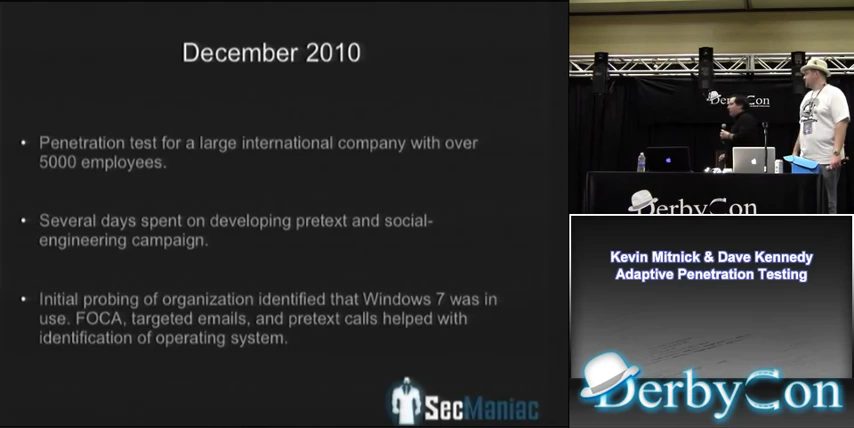 December 2010
• Penetration test for a large international company with over
5000 employees.
• Several days spent on developing pretext and social-
engineering campaign.
• Initial probing of organization identified that Windows 7 was in
use. FOCA, targeted emails, and pretext calls helped with
identification of operating system.
SecManiac
DerbyCon
DerbyCon
Kevin Mitnick & Dave Kennedy
Adaptive Penetration Testing
DerbyCon